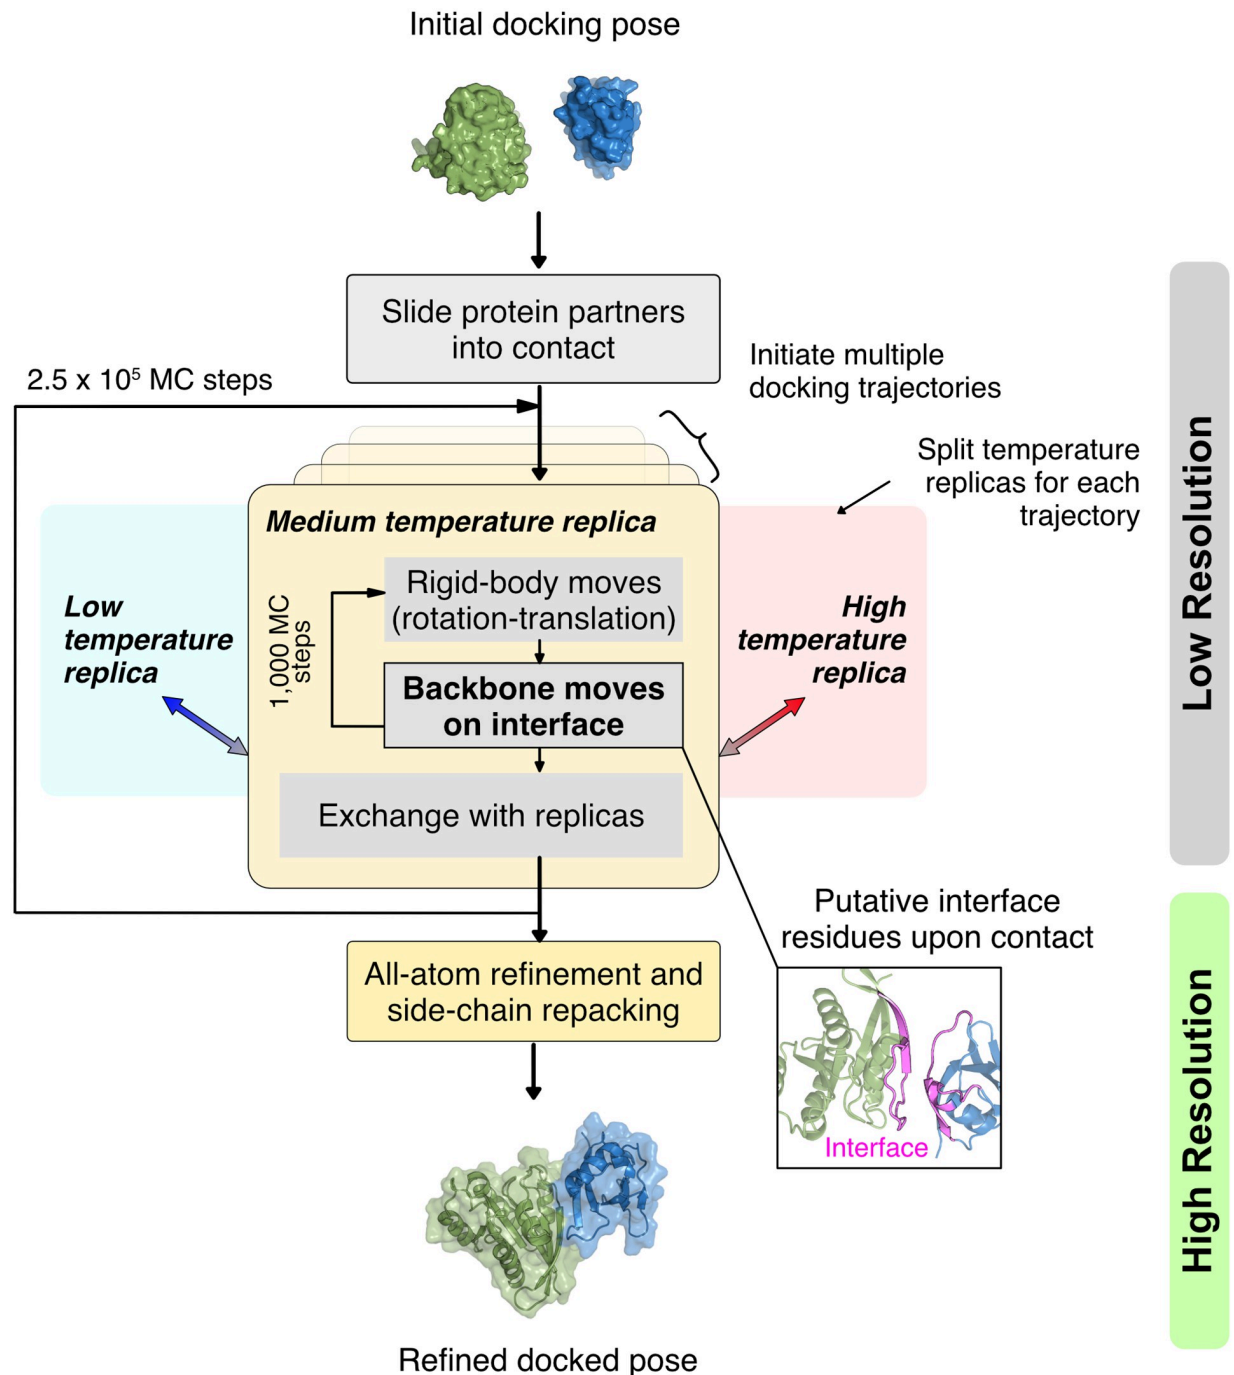 Initial docking pose
Slide protein partners
into contact
2.5 x 10⁵ MC steps
Initiate multiple
docking trajectories
Split temperature
replicas for each
trajectory
Medium temperature replica
Rigid-body moves
(rotation-translation)
1,000 MC
steps
Backbone moves
on interface
Exchange with replicas
Low
temperature
replica
High
temperature
replica
Low Resolution
Putative interface
residues upon contact
Interface
All-atom refinement and
side-chain repacking
High Resolution
Refined docked pose